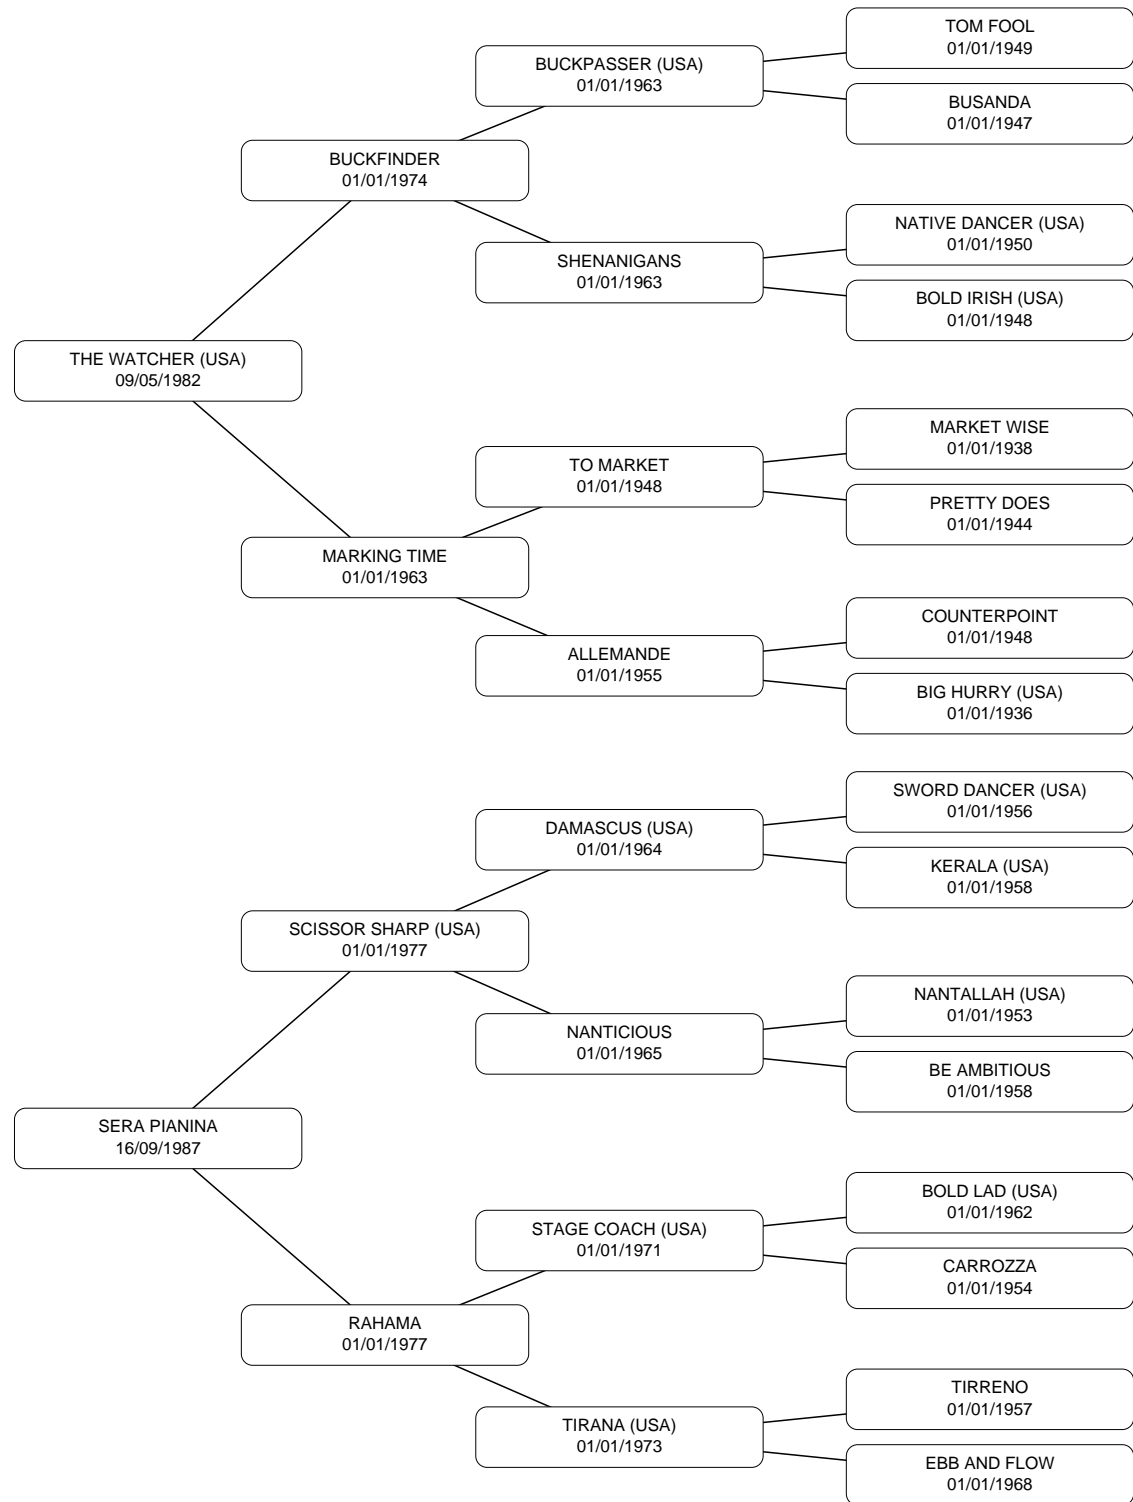 TOM FOOL
01/01/1949
BUCKPASSER (USA)
01/01/1963
BUSANDA
01/01/1947
BUCKFINDER
01/01/1974
NATIVE DANCER (USA)
01/01/1950
SHENANIGANS
01/01/1963
BOLD IRISH (USA)
01/01/1948
THE WATCHER (USA)
09/05/1982
MARKET WISE
01/01/1938
TO MARKET
01/01/1948
PRETTY DOES
01/01/1944
MARKING TIME
01/01/1963
COUNTERPOINT
01/01/1948
ALLEMANDE
01/01/1955
BIG HURRY (USA)
01/01/1936
SWORD DANCER (USA)
01/01/1956
DAMASCUS (USA)
01/01/1964
KERALA (USA)
01/01/1958
SCISSOR SHARP (USA)
01/01/1977
NANTALLAH (USA)
01/01/1953
NANTICIOUS
01/01/1965
BE AMBITIOUS
01/01/1958
SERA PIANINA
16/09/1987
BOLD LAD (USA)
01/01/1962
STAGE COACH (USA)
01/01/1971
CARROZZA
01/01/1954
RAHAMA
01/01/1977
TIRRENO
01/01/1957
TIRANA (USA)
01/01/1973
EBB AND FLOW
01/01/1968